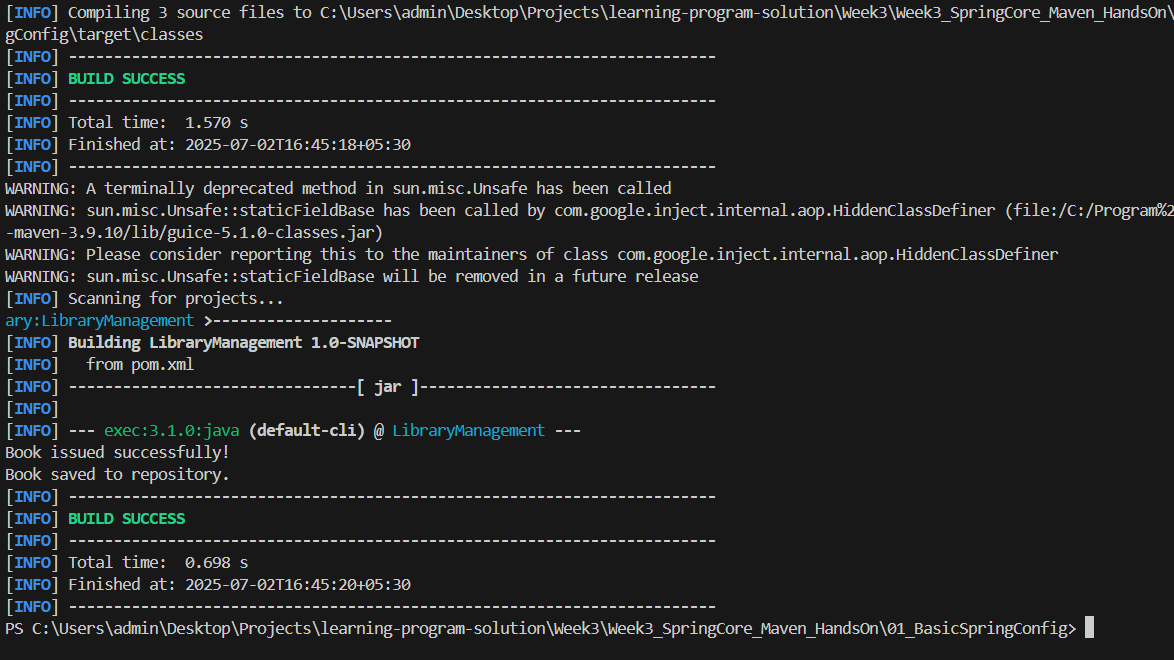 [INFO] Compiling 3 source files to C:\Users\admin\Desktop\Projects\learning-program-solution\Week3\Week3_SpringCore_Maven_HandsOn\
gConfig\target\classes
[INFO] ------------------------------------------------------------------------
[INFO] BUILD SUCCESS
[INFO] ------------------------------------------------------------------------
[INFO] Total time:  1.570 s
[INFO] Finished at: 2025-07-02T16:45:18+05:30
[INFO] ------------------------------------------------------------------------
WARNING: A terminally deprecated method in sun.misc.Unsafe has been called
WARNING: sun.misc.Unsafe::staticFieldBase has been called by com.google.inject.internal.aop.HiddenClassDefiner (file:/C:/Program%2
-maven-3.9.10/lib/guice-5.1.0-classes.jar)
WARNING: Please consider reporting this to the maintainers of class com.google.inject.internal.aop.HiddenClassDefiner
WARNING: sun.misc.Unsafe::staticFieldBase will be removed in a future release
[INFO] Scanning for projects...
ary:LibraryManagement >--------------------
[INFO] Building LibraryManagement 1.0-SNAPSHOT
[INFO]   from pom.xml
[INFO] --------------------------------[ jar ]---------------------------------
[INFO]
[INFO] --- exec:3.1.0:java (default-cli) @ LibraryManagement ---
Book issued successfully!
Book saved to repository.
[INFO] ------------------------------------------------------------------------
[INFO] BUILD SUCCESS
[INFO] ------------------------------------------------------------------------
[INFO] Total time:  0.698 s
[INFO] Finished at: 2025-07-02T16:45:20+05:30
[INFO] ------------------------------------------------------------------------
PS C:\Users\admin\Desktop\Projects\learning-program-solution\Week3\Week3_SpringCore_Maven_HandsOn\01_BasicSpringConfig>